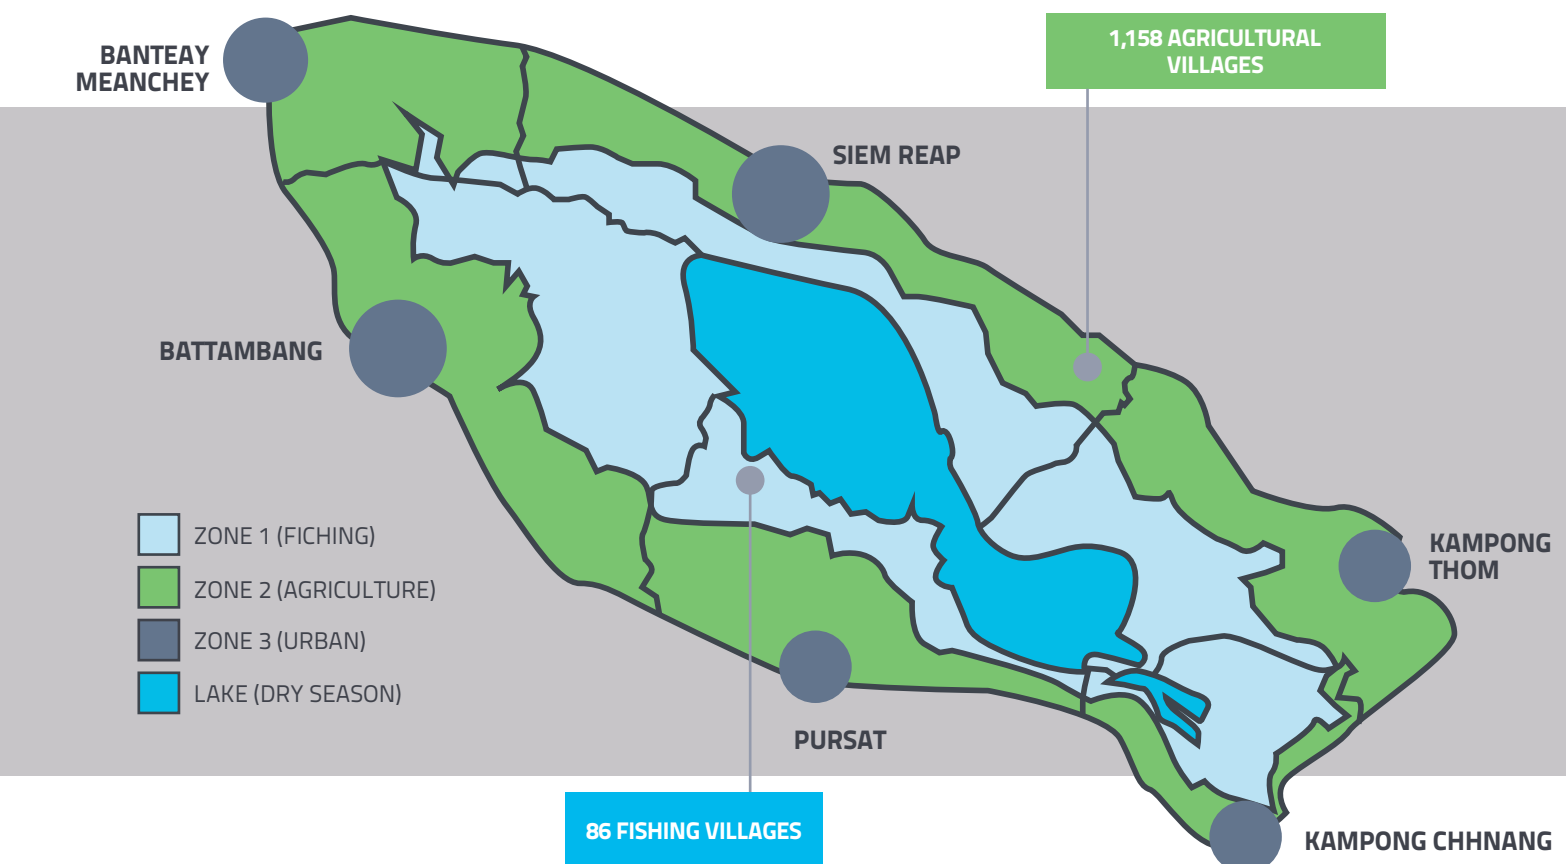 BANTEAY
MEANCHEY
1,158 AGRICULTURAL
VILLAGES
SIEM REAP
BATTAMBANG
ZONE 1 (FICHING)
ZONE 2 (AGRICULTURE)
ZONE 3 (URBAN)
LAKE (DRY SEASON)
KAMPONG
THOM
PURSAT
86 FISHING VILLAGES
KAMPONG CHHNANG